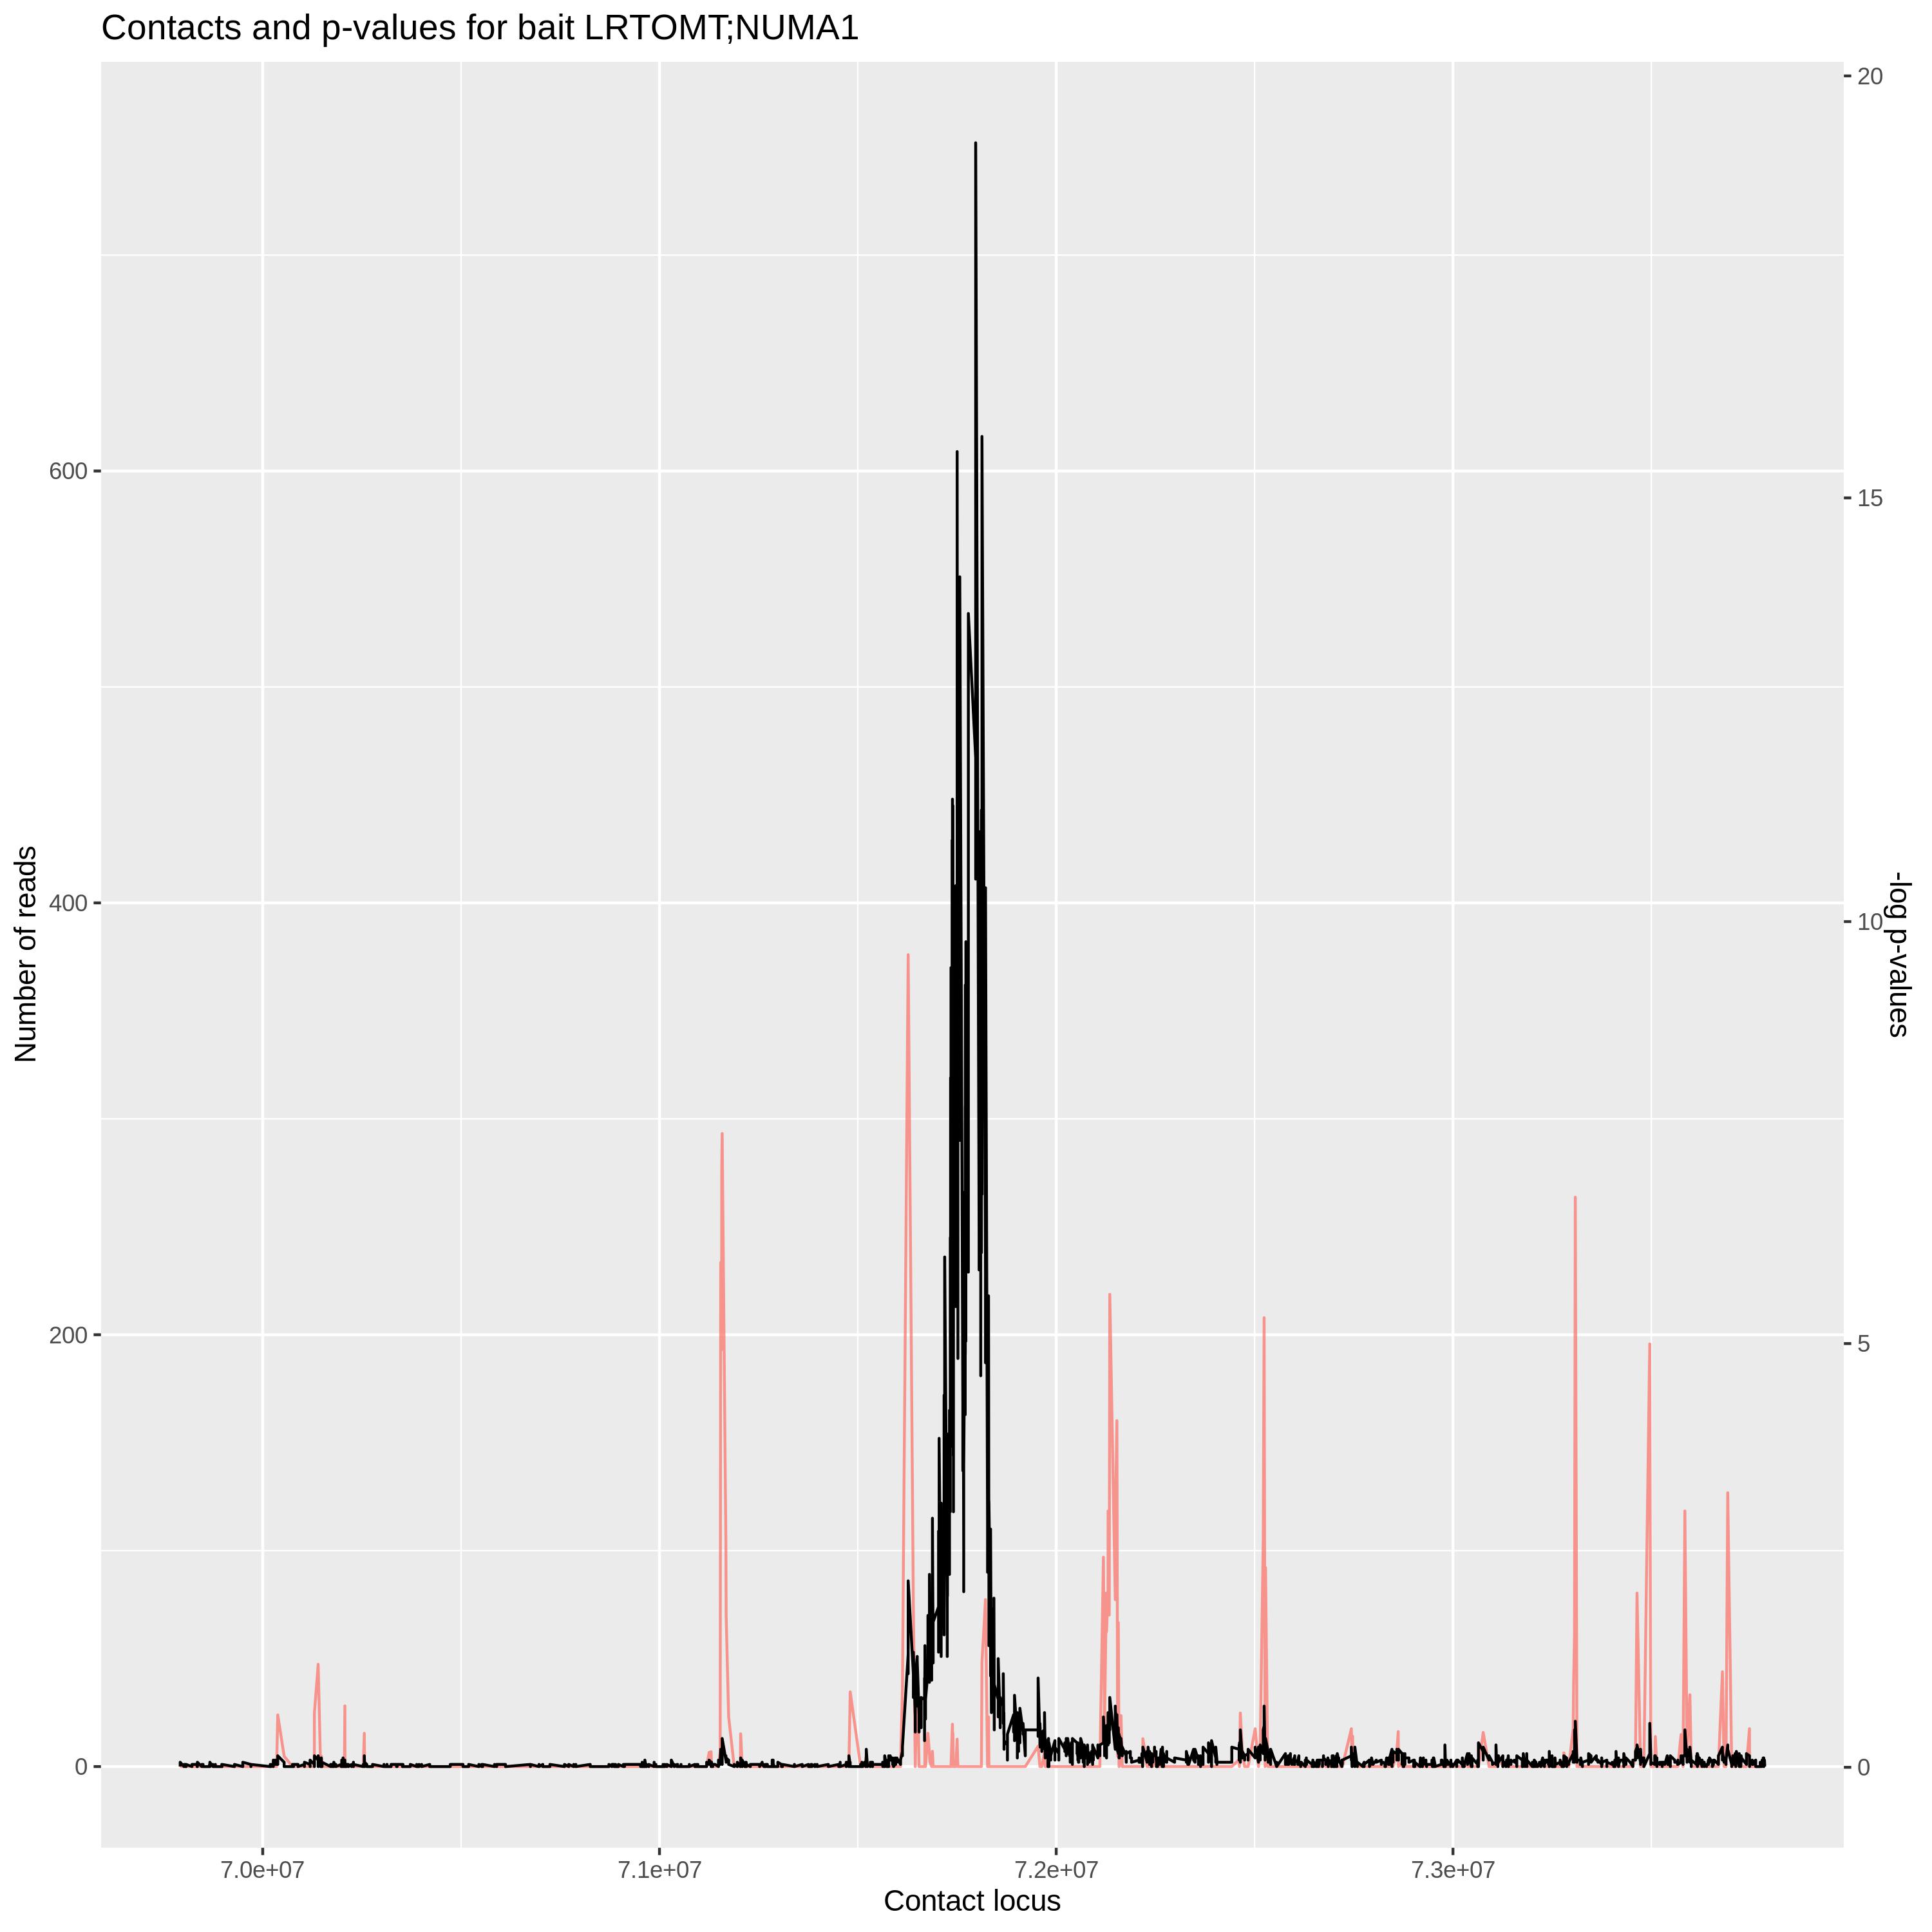 Contacts and p-values for bait LRTOMT;NUMA1
20
15
10
5
0
600
400
200
0
Number of reads
-log p-values
7.0e+07
7.1e+07
7.2e+07
7.3e+07
Contact locus